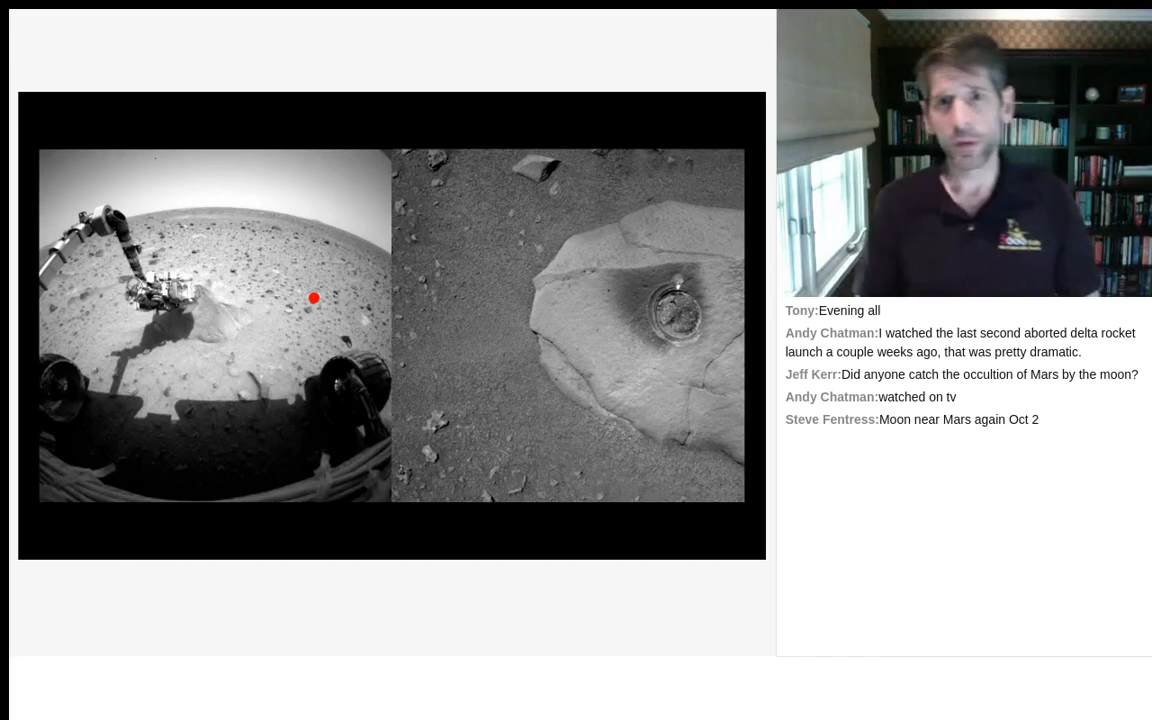 Tony:Evening all
Andy Chatman:I watched the last second aborted delta rocket
launch a couple weeks ago, that was pretty dramatic.
Jeff Kerr:Did anyone catch the occultion of Mars by the moon?
Andy Chatman:watched on tv
Steve Fentress:Moon near Mars again Oct 2